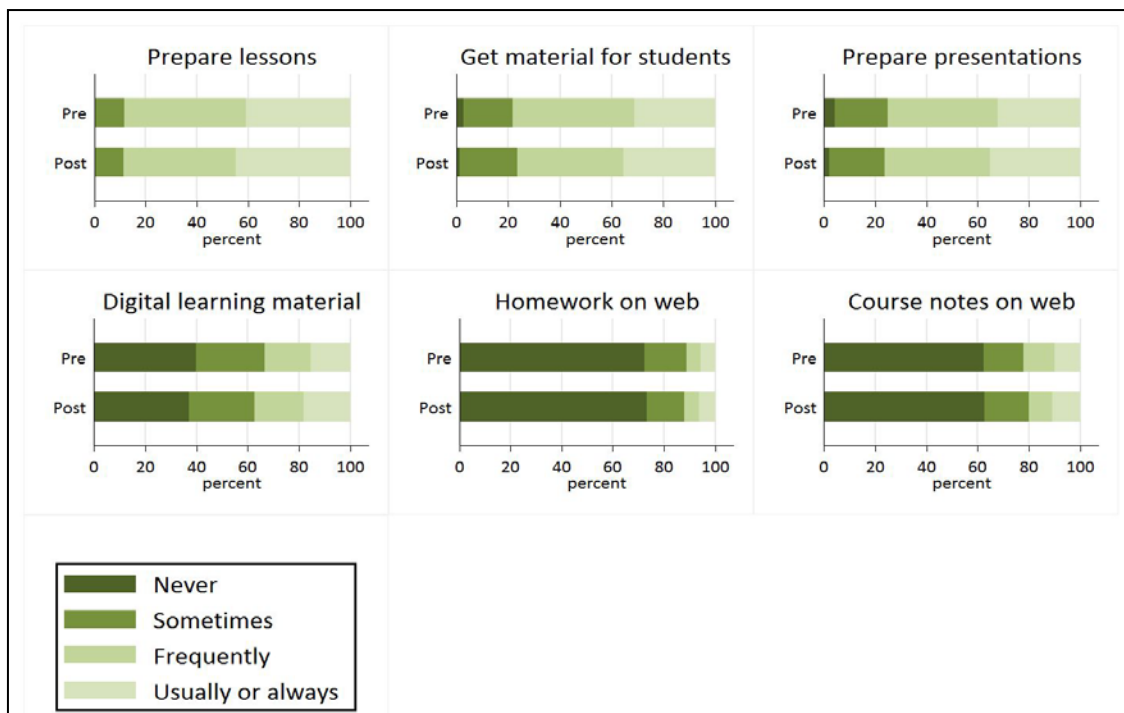 Prepare lessons
Pre
Post
0 20 40 60 80 100
percent
Get material for students
Pre
Post
0 20 40 60 80 100
percent
Prepare presentations
Pre
Post
0 20 40 60 80 100
percent
Digital learning material
Pre
Post
0 20 40 60 80 100
percent
Homework on web
Pre
Post
0 20 40 60 80 100
percent
Course notes on web
Pre
Post
0 20 40 60 80 100
percent
Never
Sometimes
Frequently
Usually or always